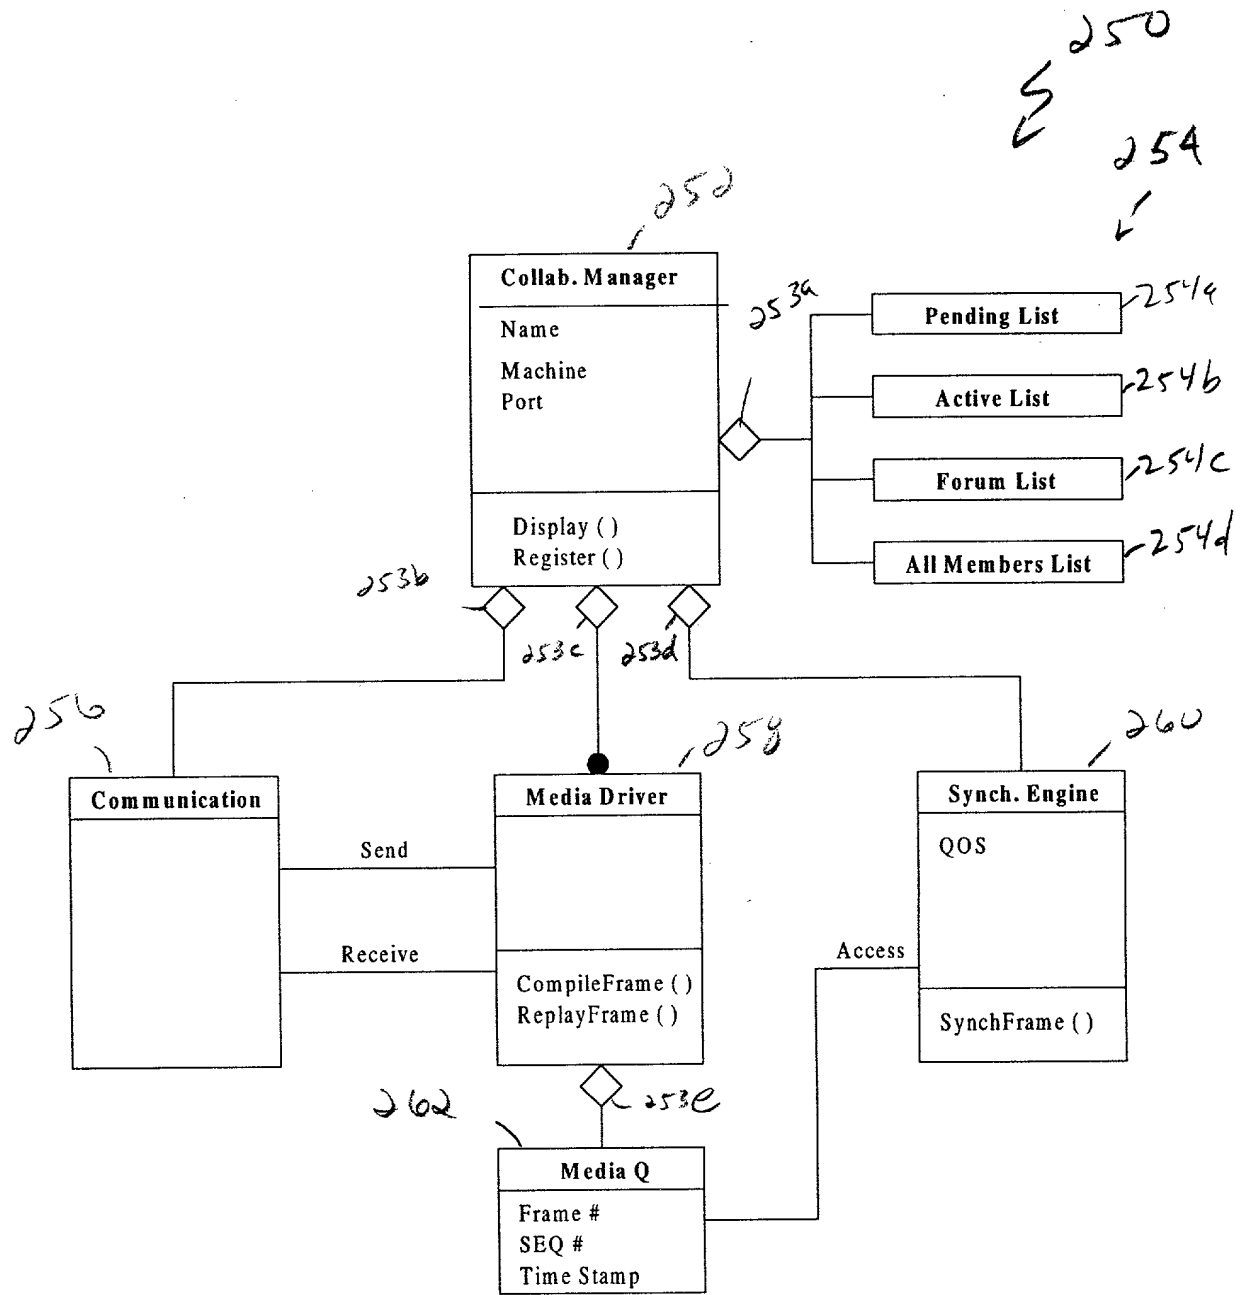 250
254
252
Collab. Manager
Name
Machine
Port
Display ( )
Register ( )
253a
Pending List
254a
Active List
254b
Forum List
254c
All Members List
254d
253b
253c
253d
256
Communication
258
Media Driver
CompileFrame ( )
ReplayFrame ( )
Send
Receive
260
Synch. Engine
QOS
SynchFrame ( )
Access
253e
262
Media Q
Frame #
SEQ #
Time Stamp